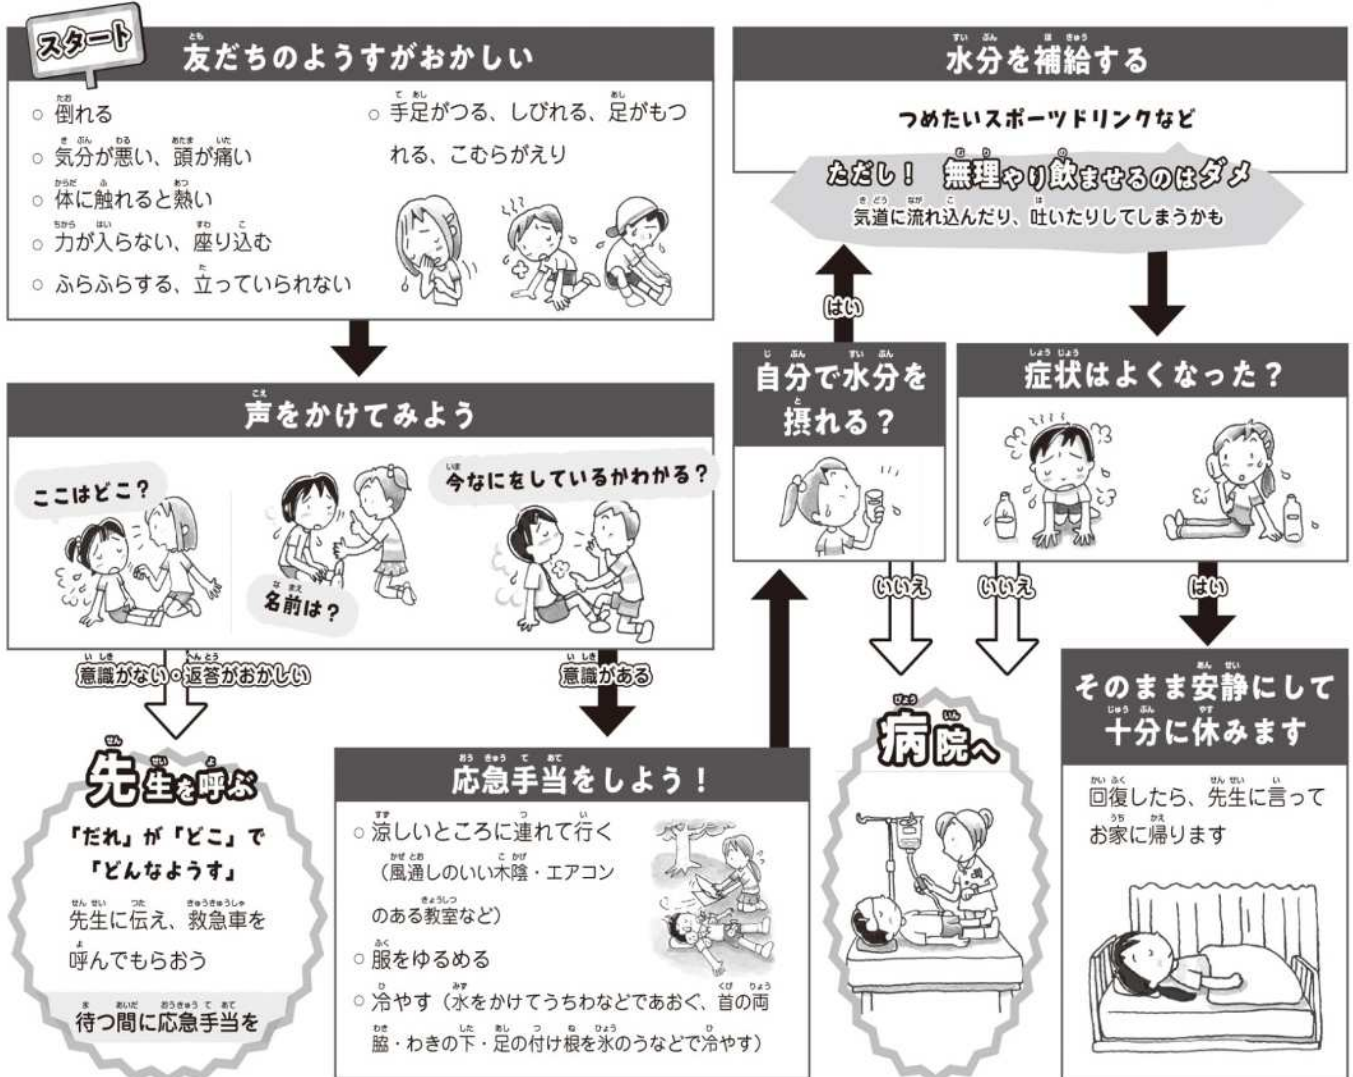 スタート
友だちのようすがおかしい
○ 倒れる
○ 気分が悪い、頭が痛い
○ 体に触れると熱い
○ 力が入らない、座り込む
○ ふらふらする、立っていられない
○ 手足がつる、しびれる、足がもつ
れる、こむらがえり
声をかけてみよう
ここはどこ?
名前は?
今なにをしているかわかる?
意識がない・返答がおかしい
意識がある
先生を呼ぶ
「だれ」が「どこ」で
「どんなようす」
先生に伝え、救急車を
呼んでもらおう
待つ間に応急手当を
応急手当をしよう!
○ 涼しいところに連れて行く
(風通しのいい木陰・エアコン
のある教室など)
○ 服をゆるめる
○ 冷やす(水をかけてうちわなどであおぐ、首の両
脇・わきの下・足の付け根を氷のうなどで冷やす)
自分で水分を
摂れる?
はい
いいえ
水分を補給する
つめたいスポーツドリンクなど
ただし! 無理やり飲ませるのはダメ
気道に流れ込んだり、吐いたりしてしまうかも
症状はよくなった?
いいえ
はい
病院へ
そのまま安静にして
十分に休みます
回復したら、先生に言って
お家に帰ります